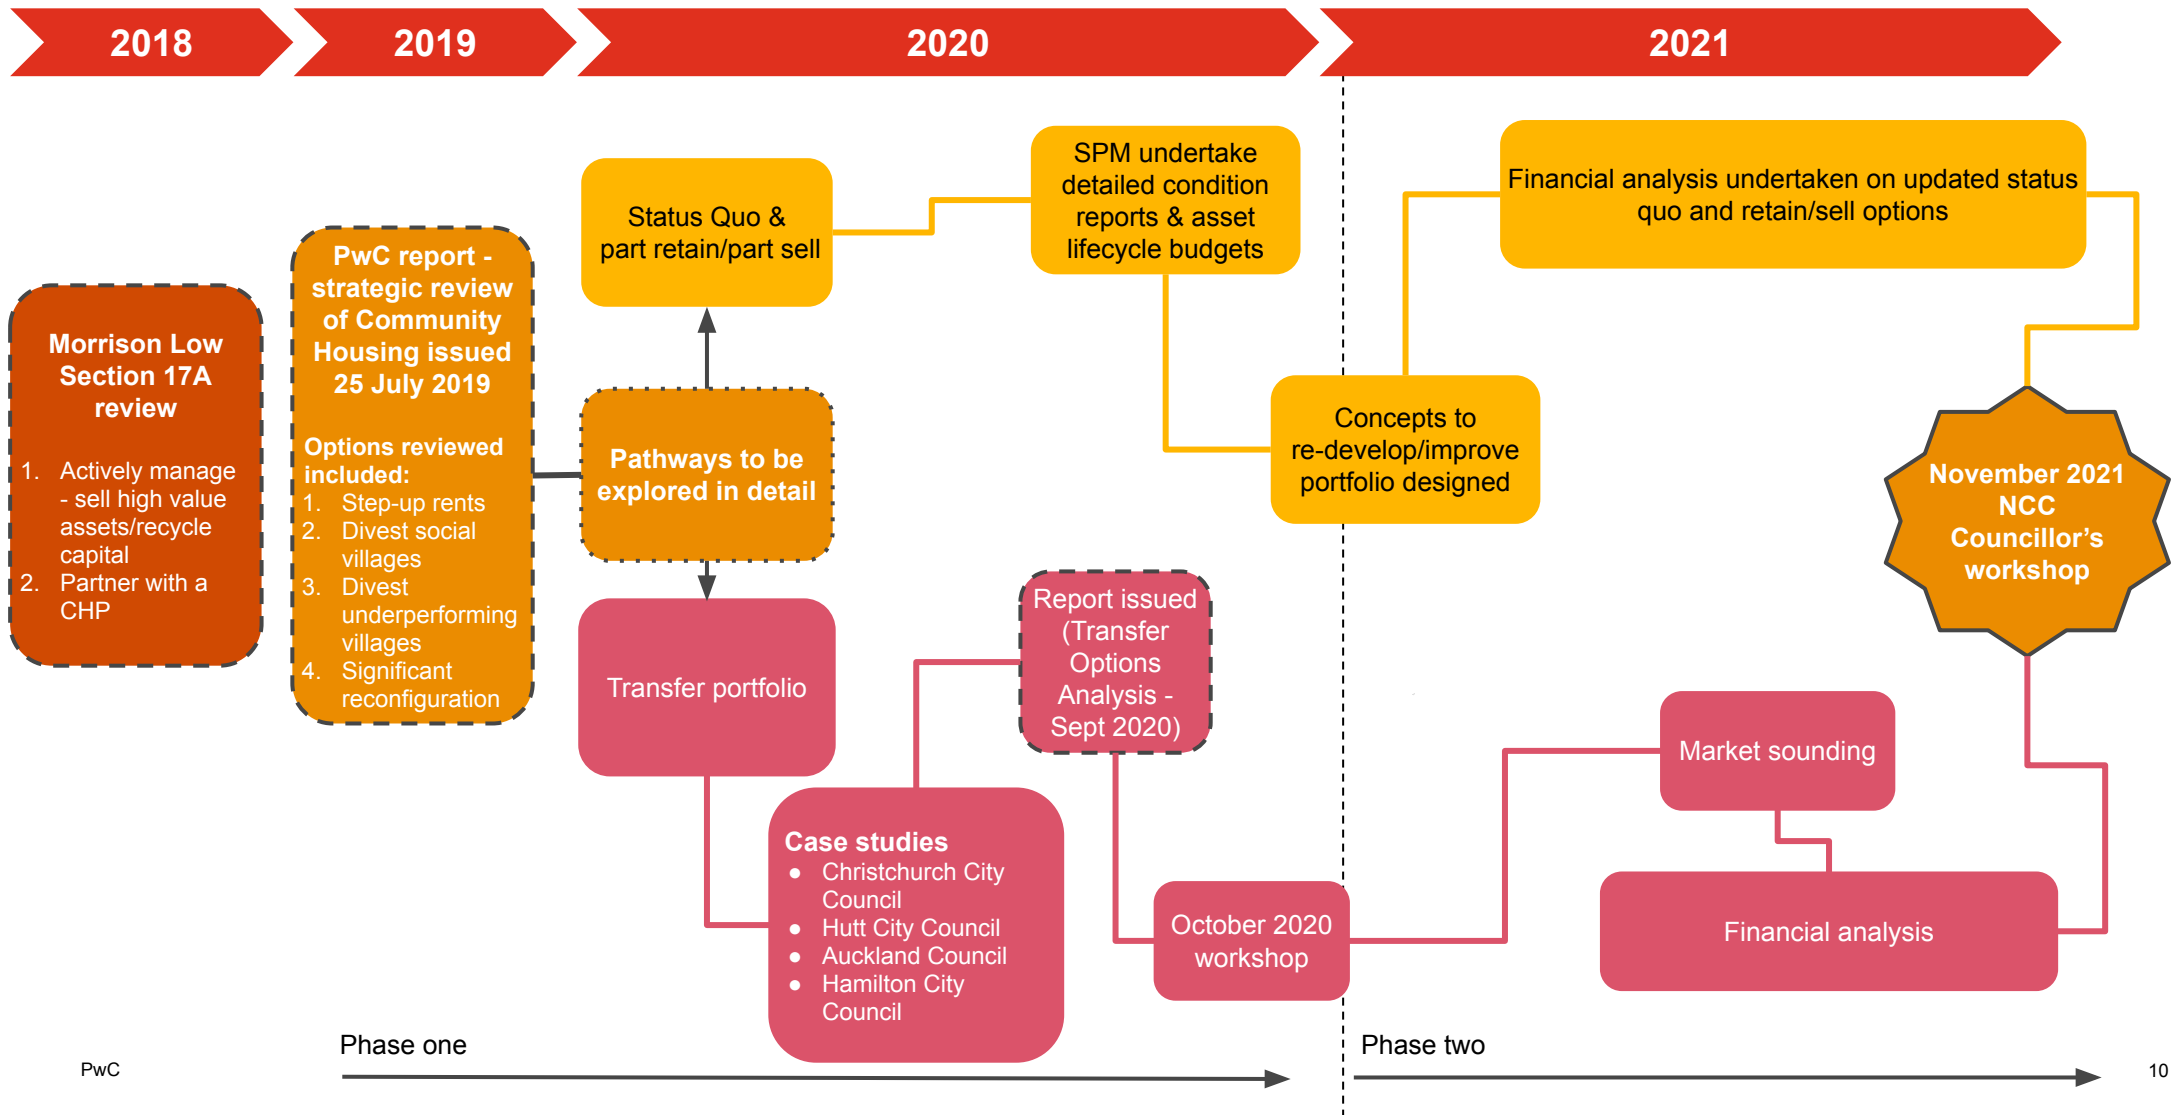 2018
2019
2020
2021
Morrison Low
Section 17A
review
1. Actively manage
- sell high value
assets/recycle
capital
2. Partner with a
CHP
PwC report -
strategic review
of Community
Housing issued
25 July 2019
Options reviewed
included:
1. Step-up rents
2. Divest social
villages
3. Divest
underperforming
villages
4. Significant
reconfiguration
Pathways to be
explored in detail
Status Quo &
part retain/part sell
SPM undertake
detailed condition
reports & asset
lifecycle budgets
Concepts to
re-develop/improve
portfolio designed
Financial analysis undertaken on updated status
quo and retain/sell options
November 2021
NCC
Councillor’s
workshop
Transfer portfolio
Case studies
● Christchurch City
Council
● Hutt City Council
● Auckland Council
● Hamilton City
Council
Report issued
(Transfer
Options
Analysis -
Sept 2020)
October 2020
workshop
Market sounding
Financial analysis
Phase one
Phase two
PwC
10